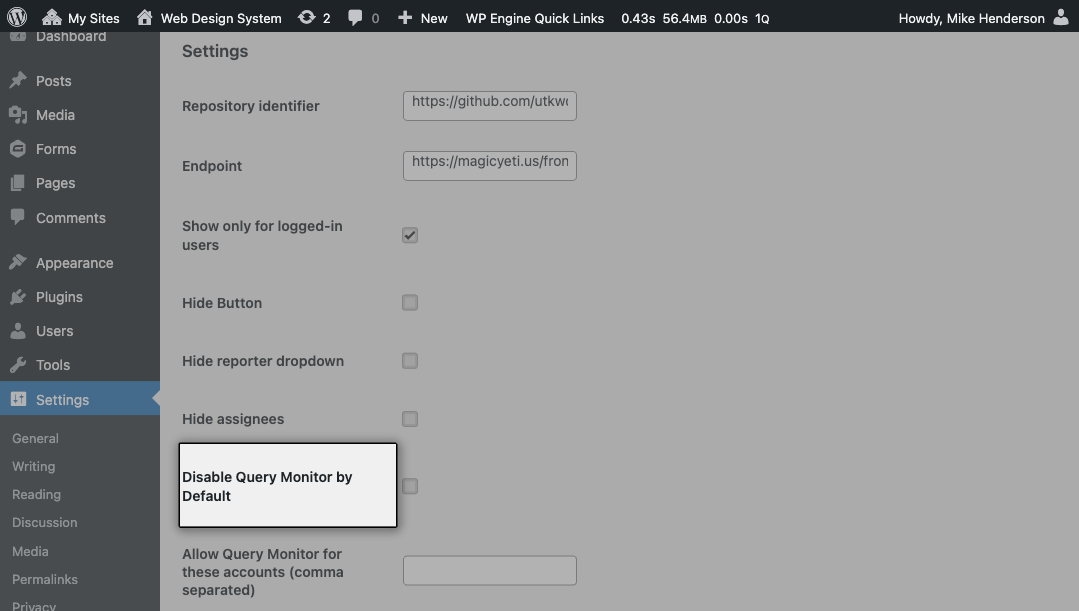 My Sites Web Design System 2 0 New WP Engine Quick Links 0.43s 56.4MB 0.00s 1Q Howdy, Mike Henderson
Dashboard
Posts
Media
Forms
Pages
Comments
Appearance
Plugins
Users
Tools
Settings
General
Writing
Reading
Discussion
Media
Permalinks
Privacy
Settings
Repository identifier
https://github.com/utkw
Endpoint
https://magicyeti.us/fron
Show only for logged-in
users
Hide Button
Hide reporter dropdown
Hide assignees
Disable Query Monitor by
Default
Allow Query Monitor for
these accounts (comma
separated)